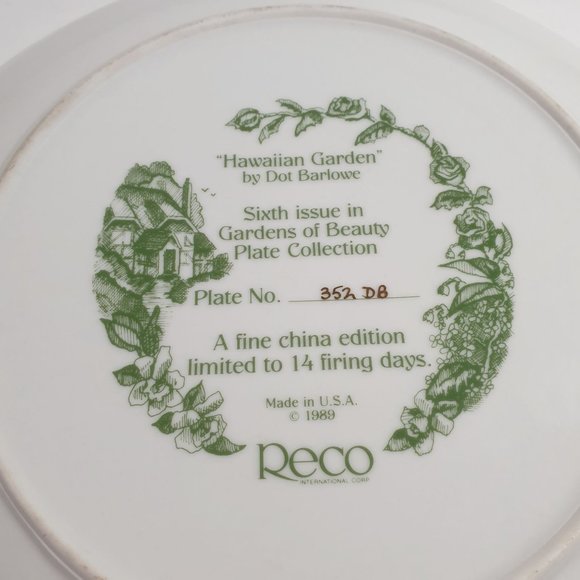 "Hawaiian Garden"
by Dot Barlowe
Sixth issue in
Gardens of Beauty
Plate Collection
Plate No. 352 DB
A fine china edition
limited to 14 firing days.
Made in U.S.A.
© 1989
Reco
INTERNATIONAL CORP.